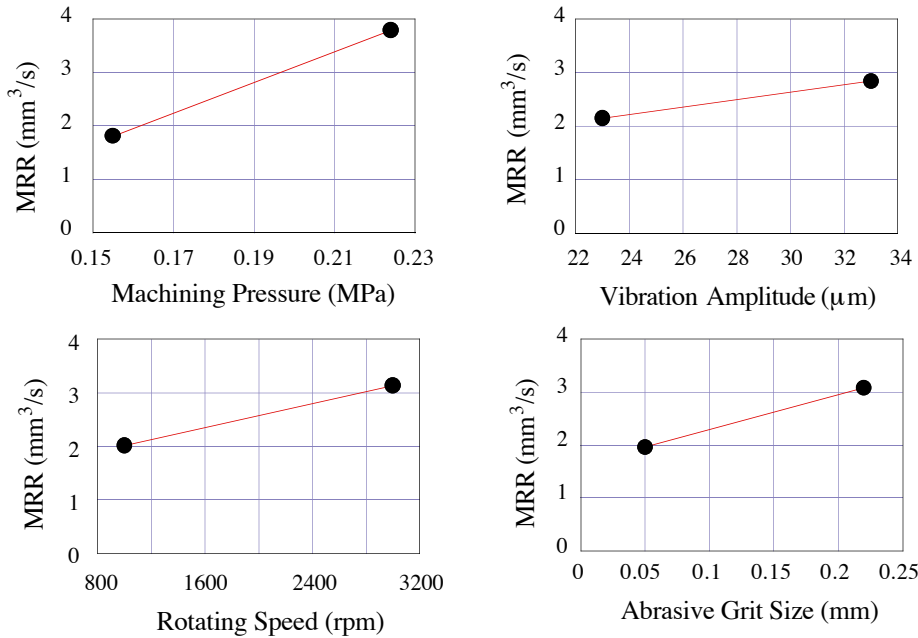 4
3
2
1
0
MRR (mm³/s)
0.15 0.17 0.19 0.21 0.23
Machining Pressure (MPa)
4
3
2
1
0
MRR (mm³/s)
22 24 26 28 30 32 34
Vibration Amplitude (μm)
4
3
2
1
0
MRR (mm³/s)
800 1600 2400 3200
Rotating Speed (rpm)
4
3
2
1
0
MRR (mm³/s)
0 0.05 0.1 0.15 0.2 0.25
Abrasive Grit Size (mm)